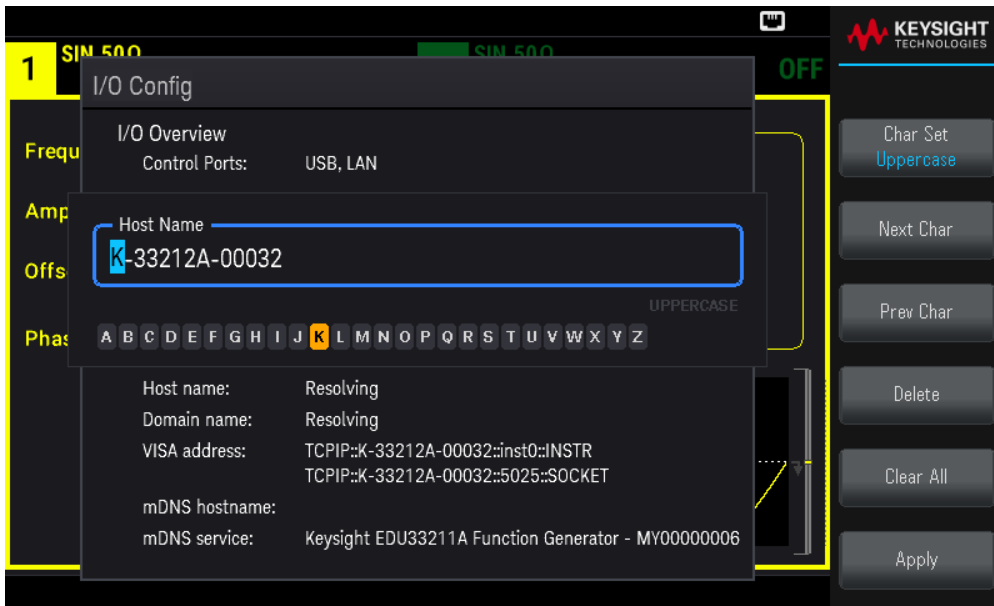 KEYSIGHT
TECHNOLOGIES
1
SIN 50Ω
SIN 50Ω
OFF
I/O Config
I/O Overview
Control Ports: USB, LAN
Frequ
Amp
Offs
Phas
Host Name
K-33212A-00032
UPPERCASE
A B C D E F G H I J K L M N O P Q R S T U V W X Y Z
Host name: Resolving
Domain name: Resolving
VISA address: TCPIP::K-33212A-00032::inst0::INSTR
TCPIP::K-33212A-00032::5025::SOCKET
mDNS hostname:
mDNS service: Keysight EDU33211A Function Generator - MY00000006
Char Set
Uppercase
Next Char
Prev Char
Delete
Clear All
Apply